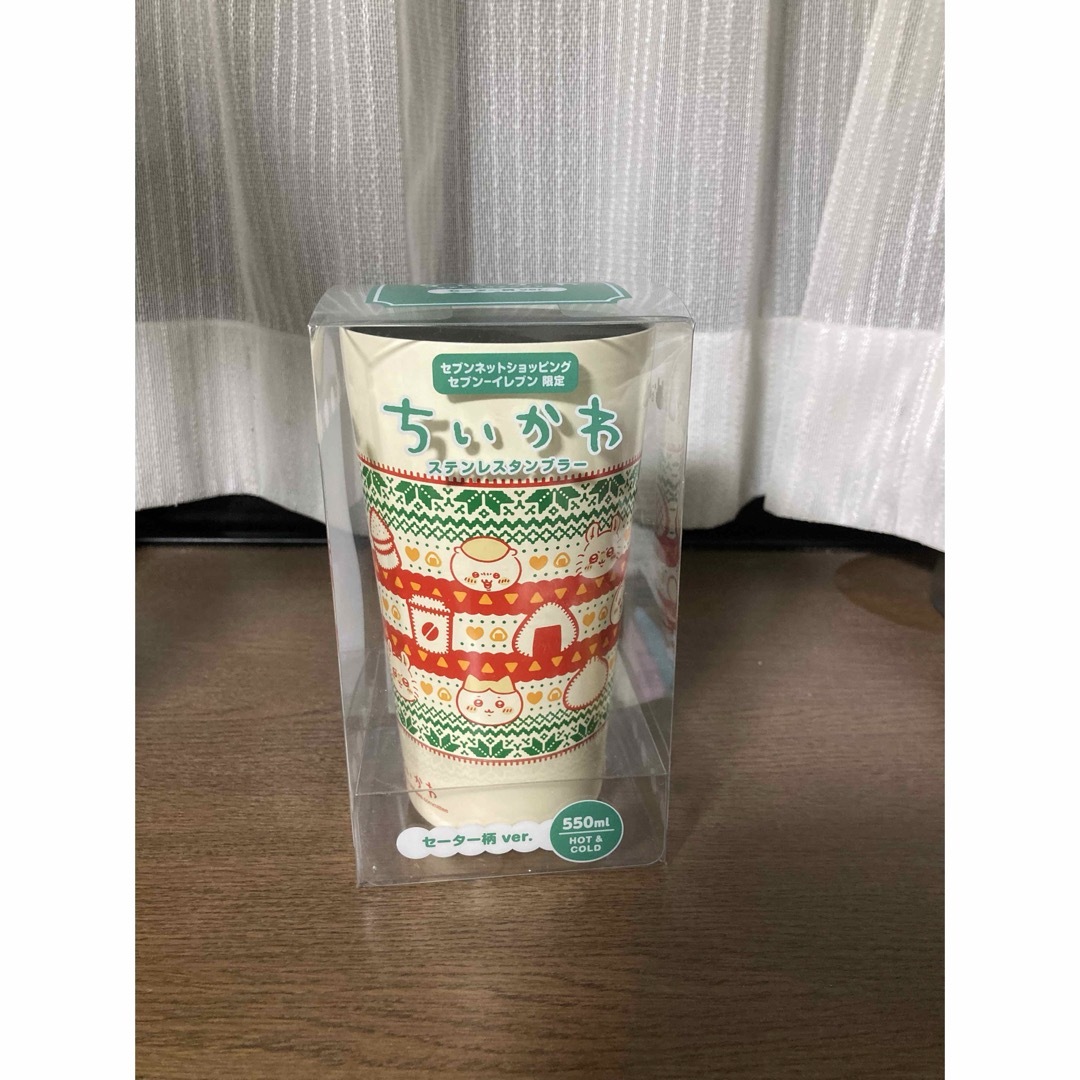 セブンネットショッピング
セブン-イレブン 限定
ちいかわ
ステンレスタンブラー
かわ
セーター柄 ver.
550ml
HOT &
COLD